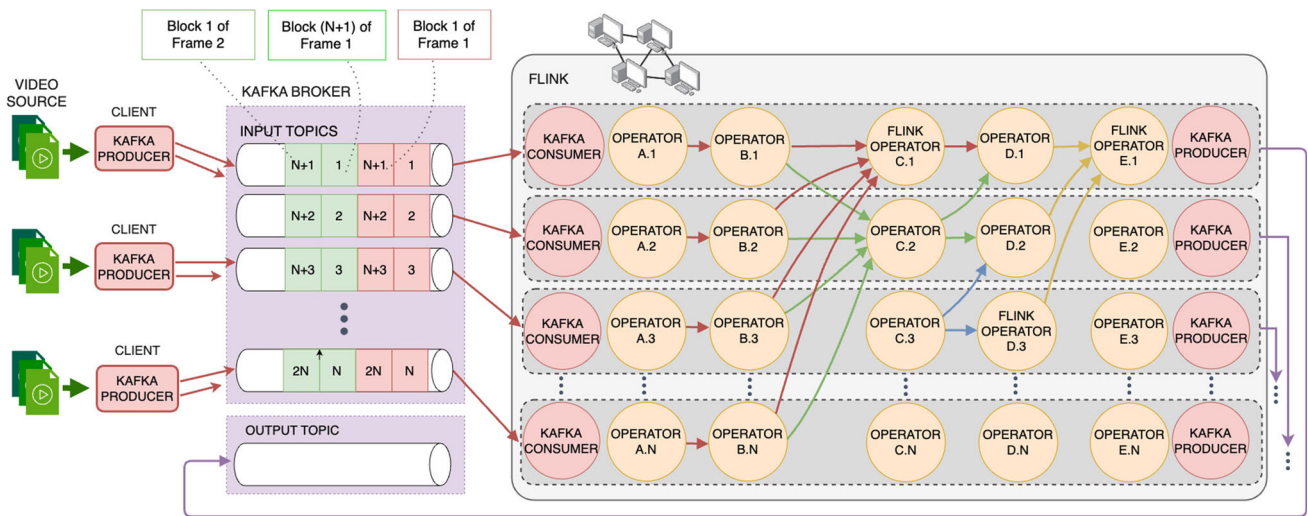 Block 1 of
Frame 2
Block (N+1) of
Frame 1
Block 1 of
Frame 1
VIDEO
SOURCE
CLIENT
KAFKA
PRODUCER
CLIENT
KAFKA
PRODUCER
CLIENT
KAFKA
PRODUCER
KAFKA BROKER
INPUT TOPICS
N+1 1 N+1 1
N+2 2 N+2 2
N+3 3 N+3 3
2N N 2N N
OUTPUT TOPIC
FLINK
KAFKA
CONSUMER
OPERATOR
A.1
OPERATOR
B.1
FLINK
OPERATOR
C.1
OPERATOR
D.1
FLINK
OPERATOR
E.1
KAFKA
PRODUCER
KAFKA
CONSUMER
OPERATOR
A.2
OPERATOR
B.2
OPERATOR
C.2
OPERATOR
D.2
OPERATOR
E.2
KAFKA
PRODUCER
KAFKA
CONSUMER
OPERATOR
A.3
OPERATOR
B.3
OPERATOR
C.3
FLINK
OPERATOR
D.3
OPERATOR
E.3
KAFKA
PRODUCER
KAFKA
CONSUMER
OPERATOR
A.N
OPERATOR
B.N
OPERATOR
C.N
OPERATOR
D.N
OPERATOR
E.N
KAFKA
PRODUCER